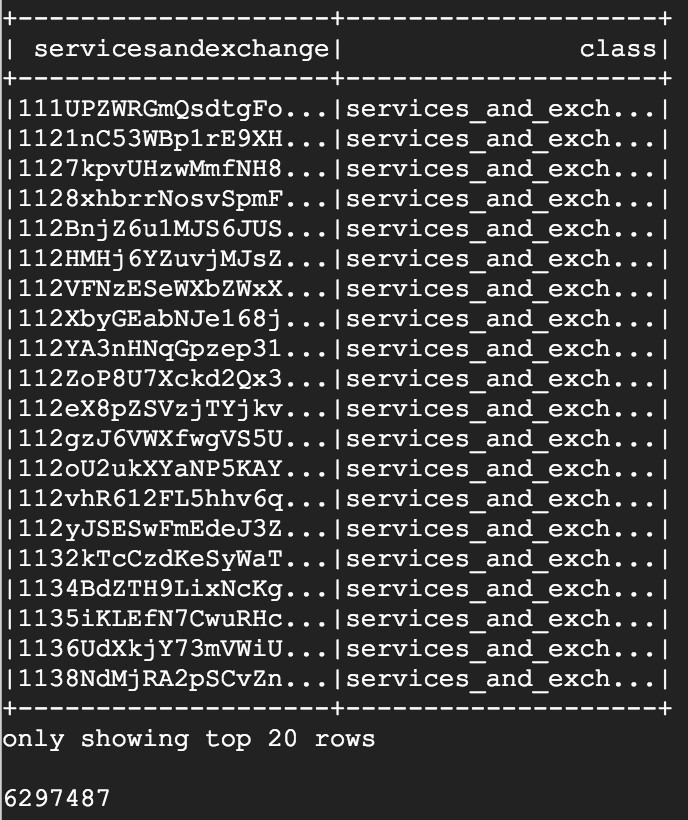 +--------------------+--------------------+
| servicesandexchange|               class|
+--------------------+--------------------+
|111UPZWRGmQsdtgFo...|services_and_exch...|
|1121nC53WBp1rE9XH...|services_and_exch...|
|1127kpvUHzwMmfNH8...|services_and_exch...|
|1128xhbrrNosvSpmF...|services_and_exch...|
|112BnjZ6u1MJS6JUS...|services_and_exch...|
|112HMHj6YZuvjMJsZ...|services_and_exch...|
|112VFNzESeWXbZWxX...|services_and_exch...|
|112XbyGEabNJe168j...|services_and_exch...|
|112YA3nHNqGpzep31...|services_and_exch...|
|112ZoP8U7Xckd2Qx3...|services_and_exch...|
|112eX8pZSVzjTYjkv...|services_and_exch...|
|112gzJ6VWXfwgVS5U...|services_and_exch...|
|112oU2ukXYaNP5KAY...|services_and_exch...|
|112vhR612FL5hhv6q...|services_and_exch...|
|112yJSESwFmEdeJ3Z...|services_and_exch...|
|1132kTcCzdKeSyWaT...|services_and_exch...|
|1134BdZTH9LixNcKg...|services_and_exch...|
|1135iKLEfN7CwuRHc...|services_and_exch...|
|1136UdXkjY73mVWiU...|services_and_exch...|
|1138NdMjRA2pSCvZn...|services_and_exch...|
+--------------------+--------------------+
only showing top 20 rows
6297487